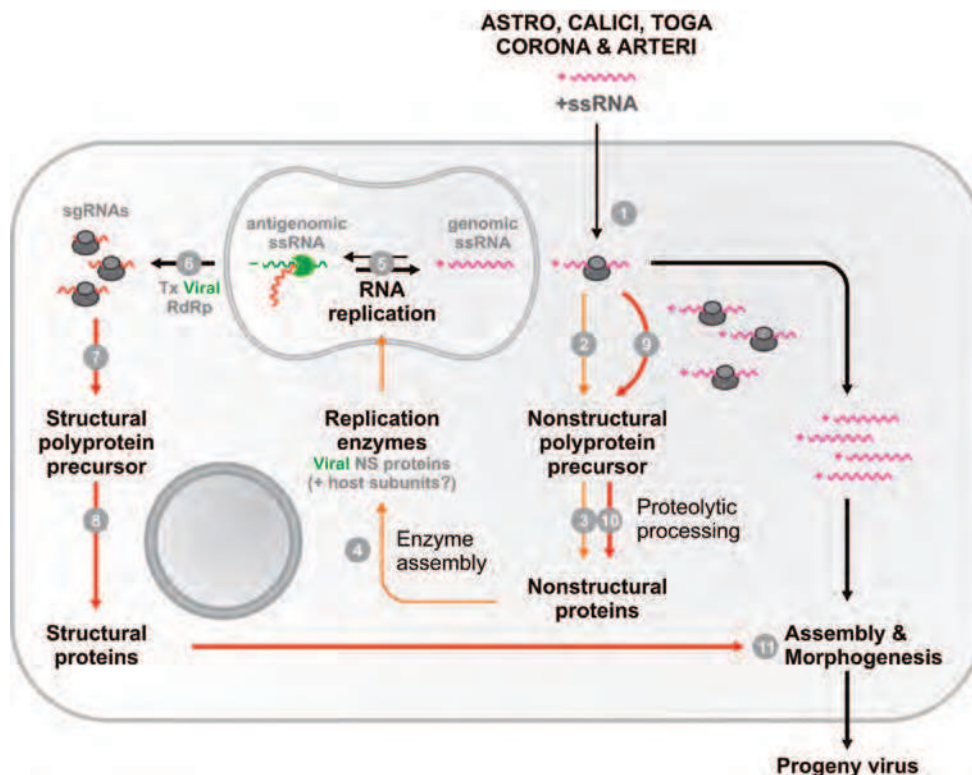 ASTRO, CALICI, TOGA
CORONA & ARTERI
+ssRNA
1
sgRNAs
antigenomic
ssRNA
genomic
ssRNA
6
5
Tx Viral
RdRp
RNA
replication
7
2
9
Structural
polyprotein
precursor
Replication
enzymes
Viral NS proteins
(+ host subunits?)
Nonstructural
polyprotein
precursor
8
3
10
Proteolytic
processing
4
Enzyme
assembly
Nonstructural
proteins
Structural
proteins
11
Assembly &
Morphogenesis
Progeny virus